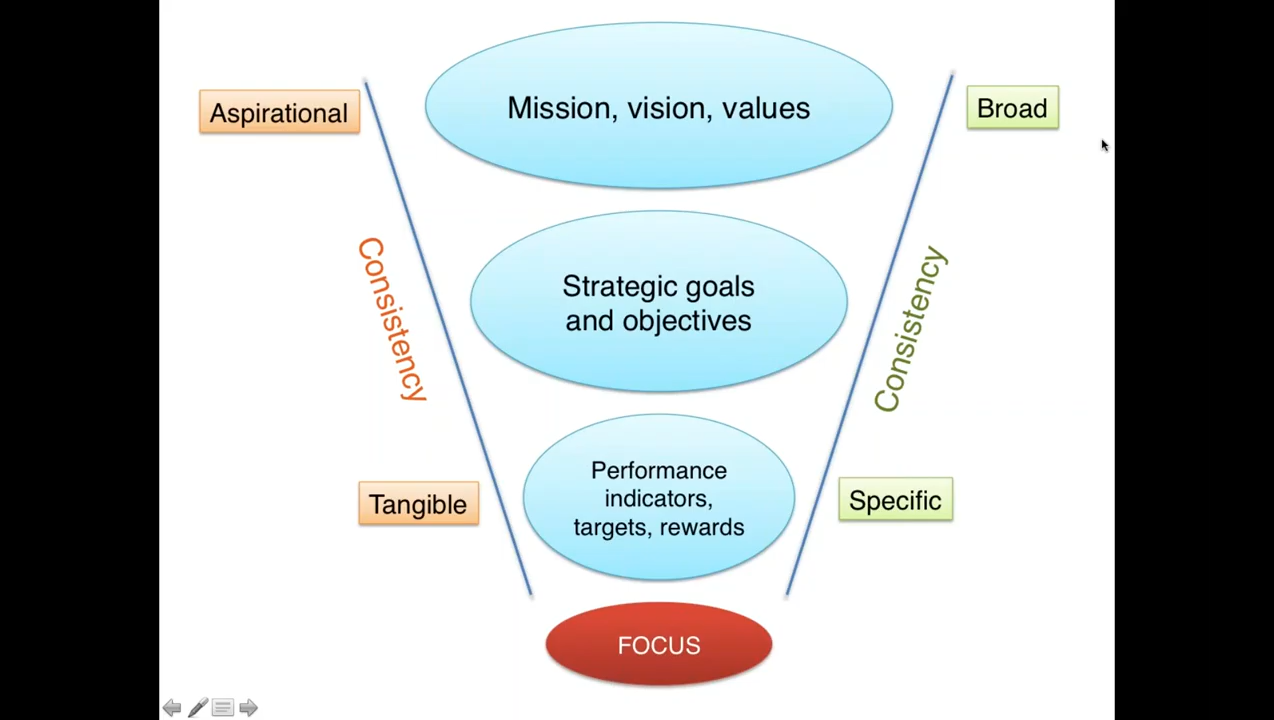 Mission, vision, values
Aspirational
Broad
Consistency
Consistency
Strategic goals
and objectives
Performance
indicators,
targets, rewards
Tangible
Specific
FOCUS